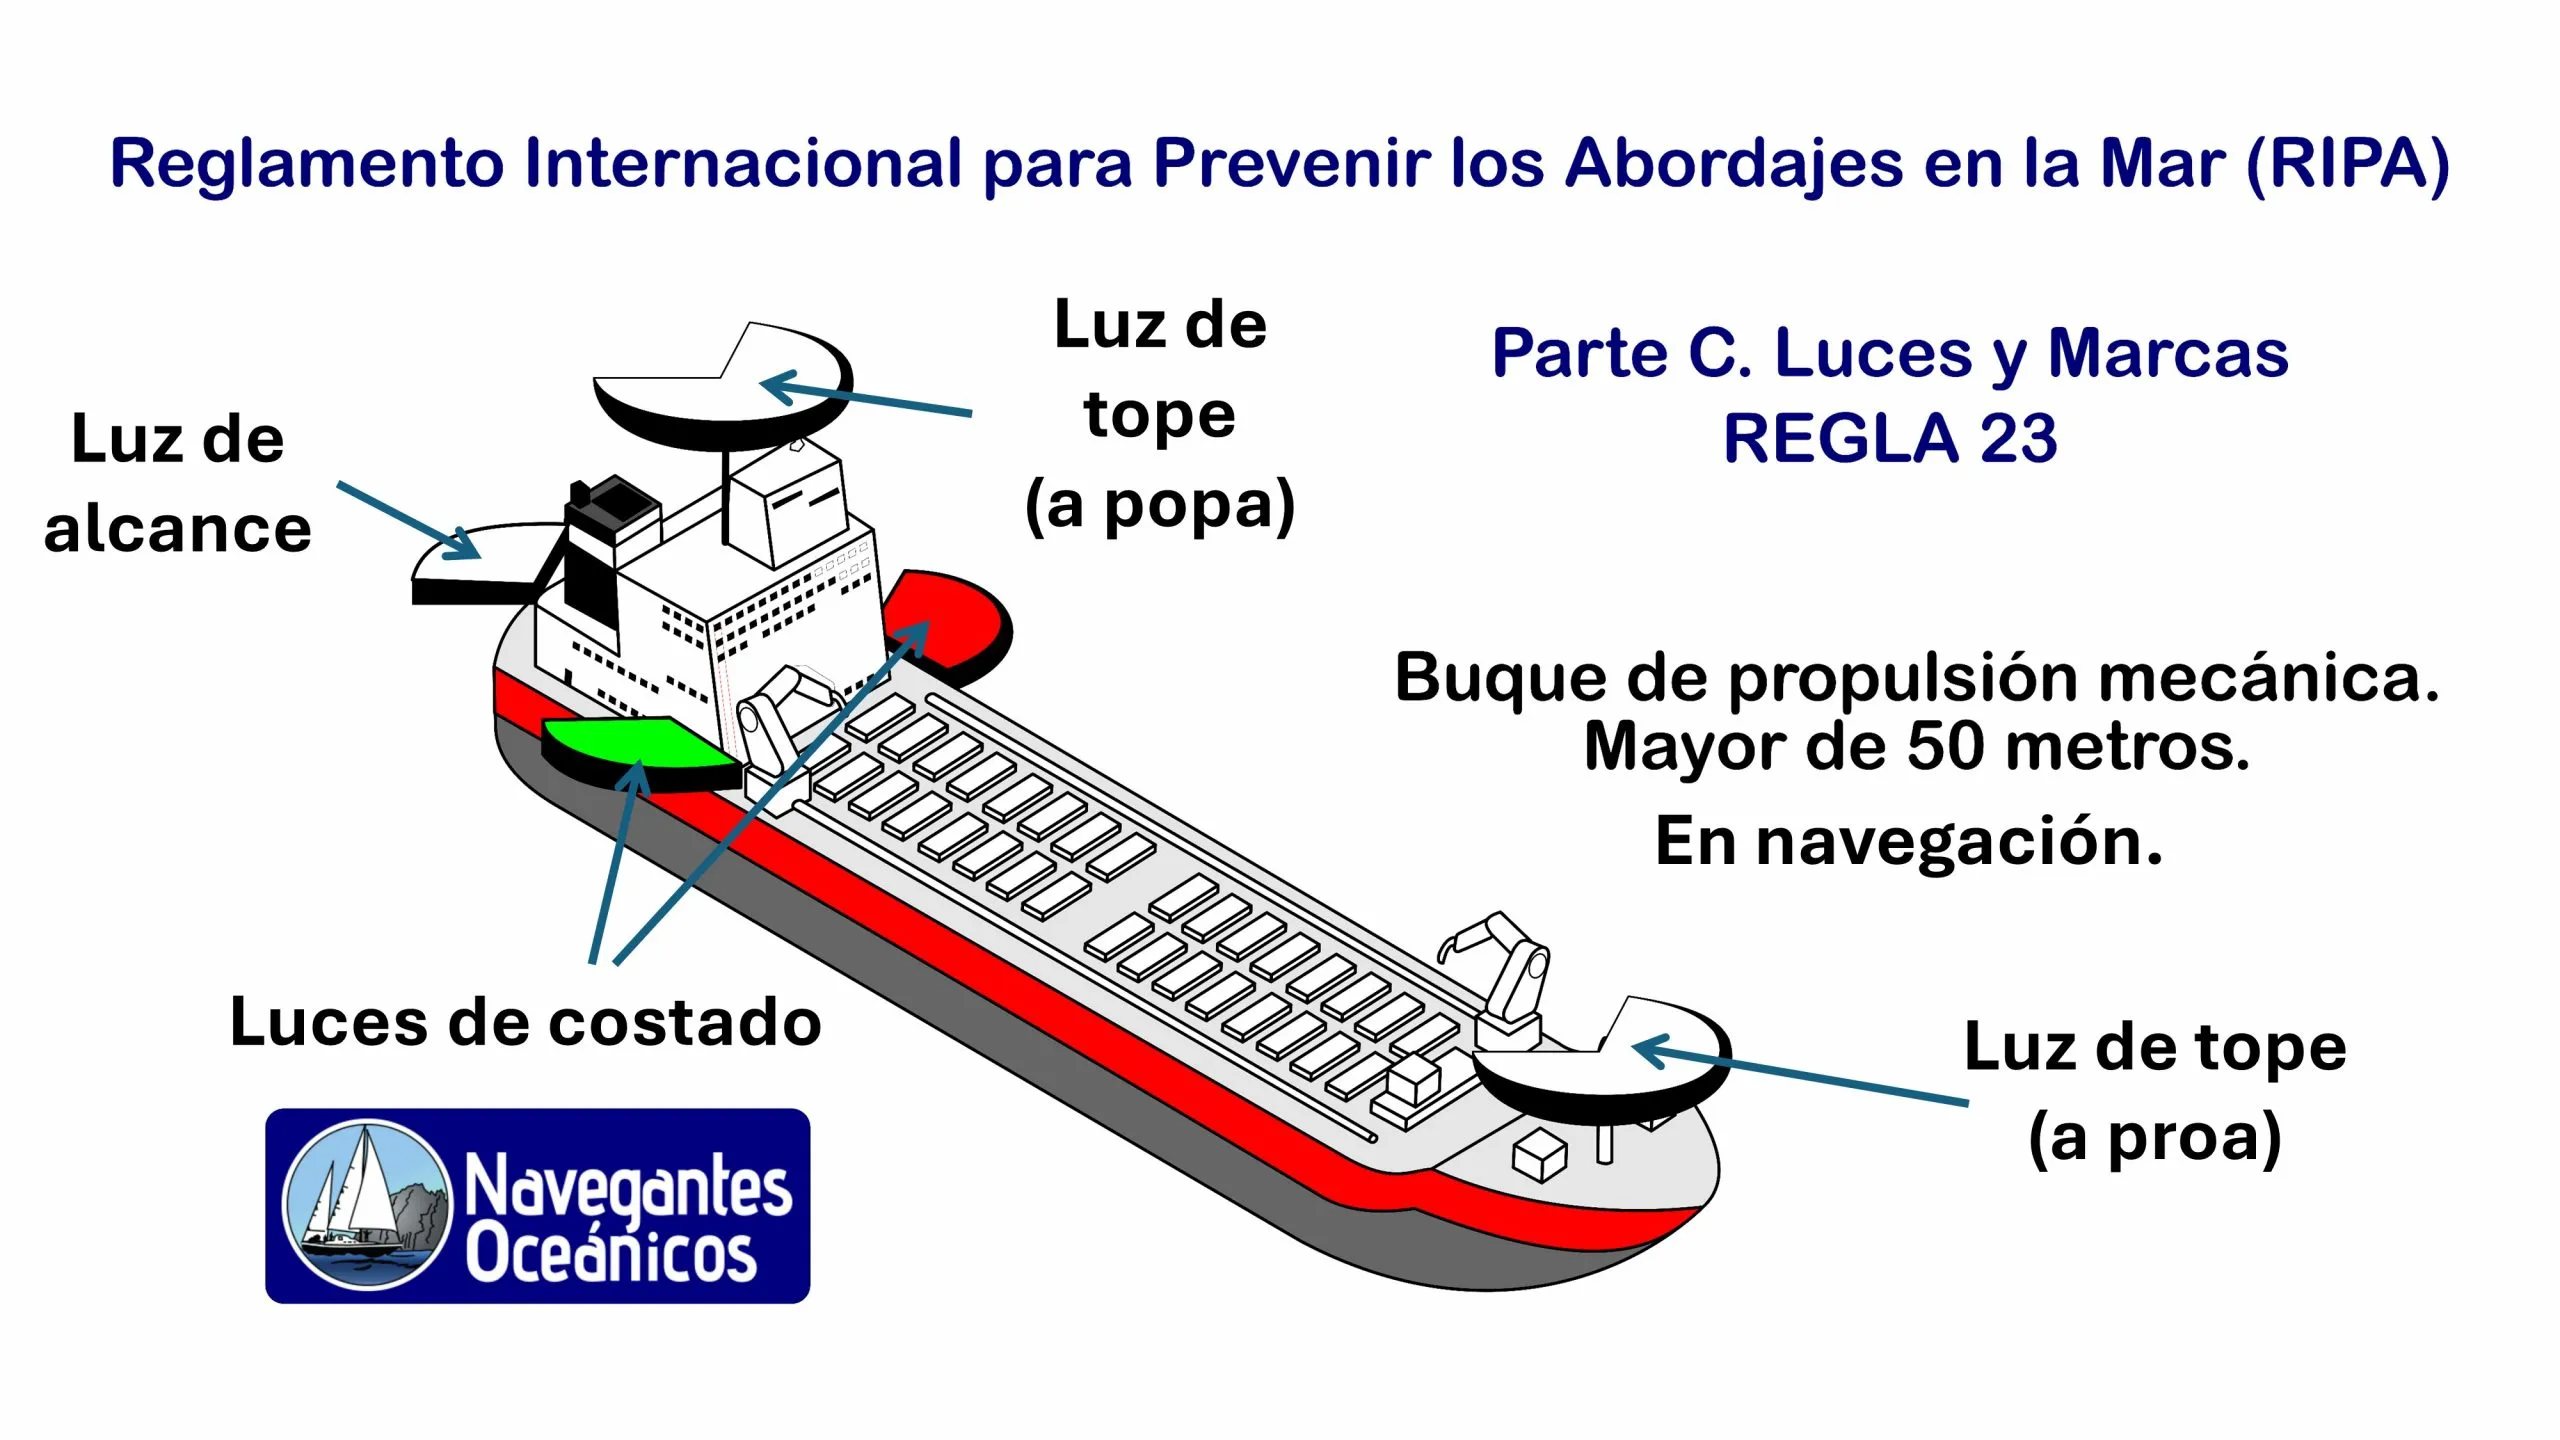 Reglamento Internacional para Prevenir los Abordajes en la Mar (RIPA)
Parte C. Luces y Marcas
REGLA 23
Luz de
tope
(a popa)
Luz de
alcance
Buque de propulsión mecánica.
Mayor de 50 metros.
En navegación.
Luces de costado
Luz de tope
(a proa)
Navegantes
Oceánicos